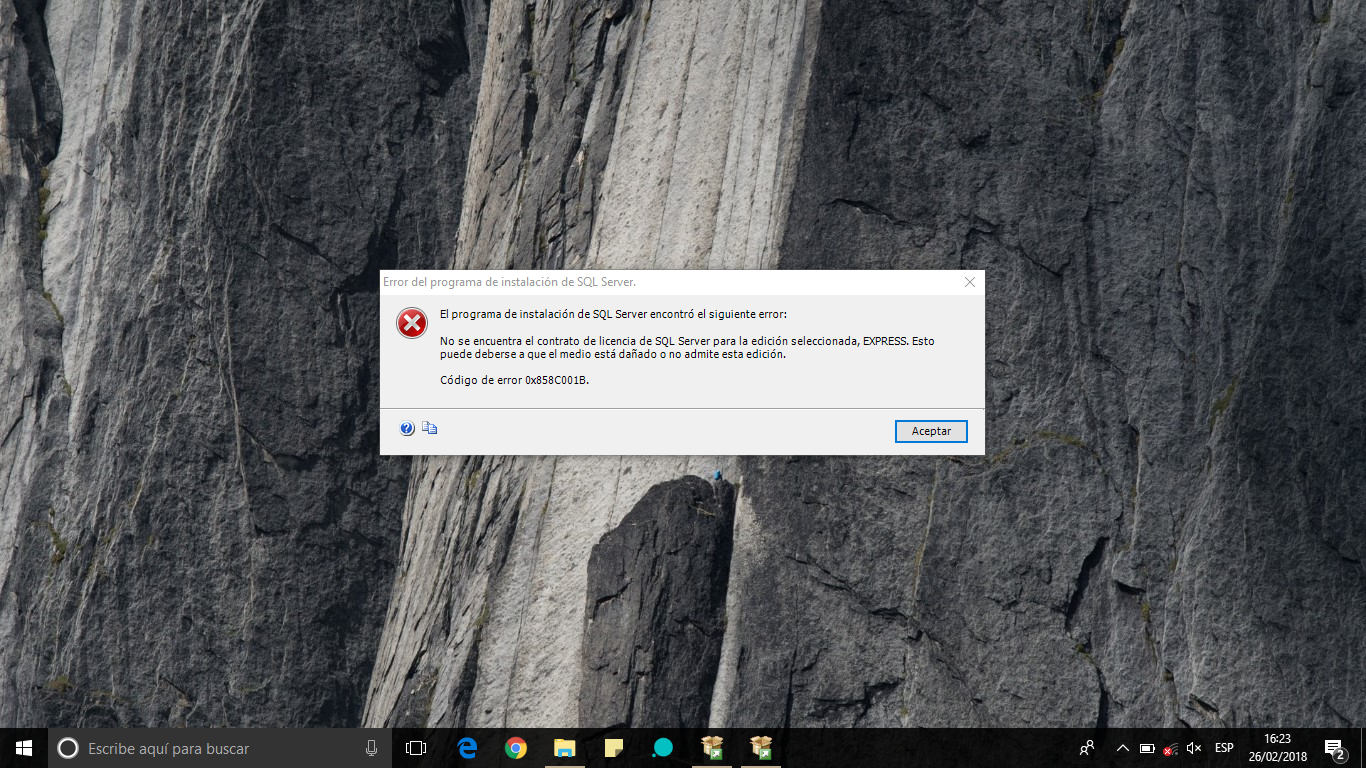 Error del programa de instalación de SQL Server.
El programa de instalación de SQL Server encontró el siguiente error:
No se encuentra el contrato de licencia de SQL Server para la edición seleccionada, EXPRESS. Esto
puede deberse a que el medio está dañado o no admite esta edición.
Código de error 0x858C001B.
Aceptar
Escribe aquí para buscar
ESP
16:23
26/02/2018
2